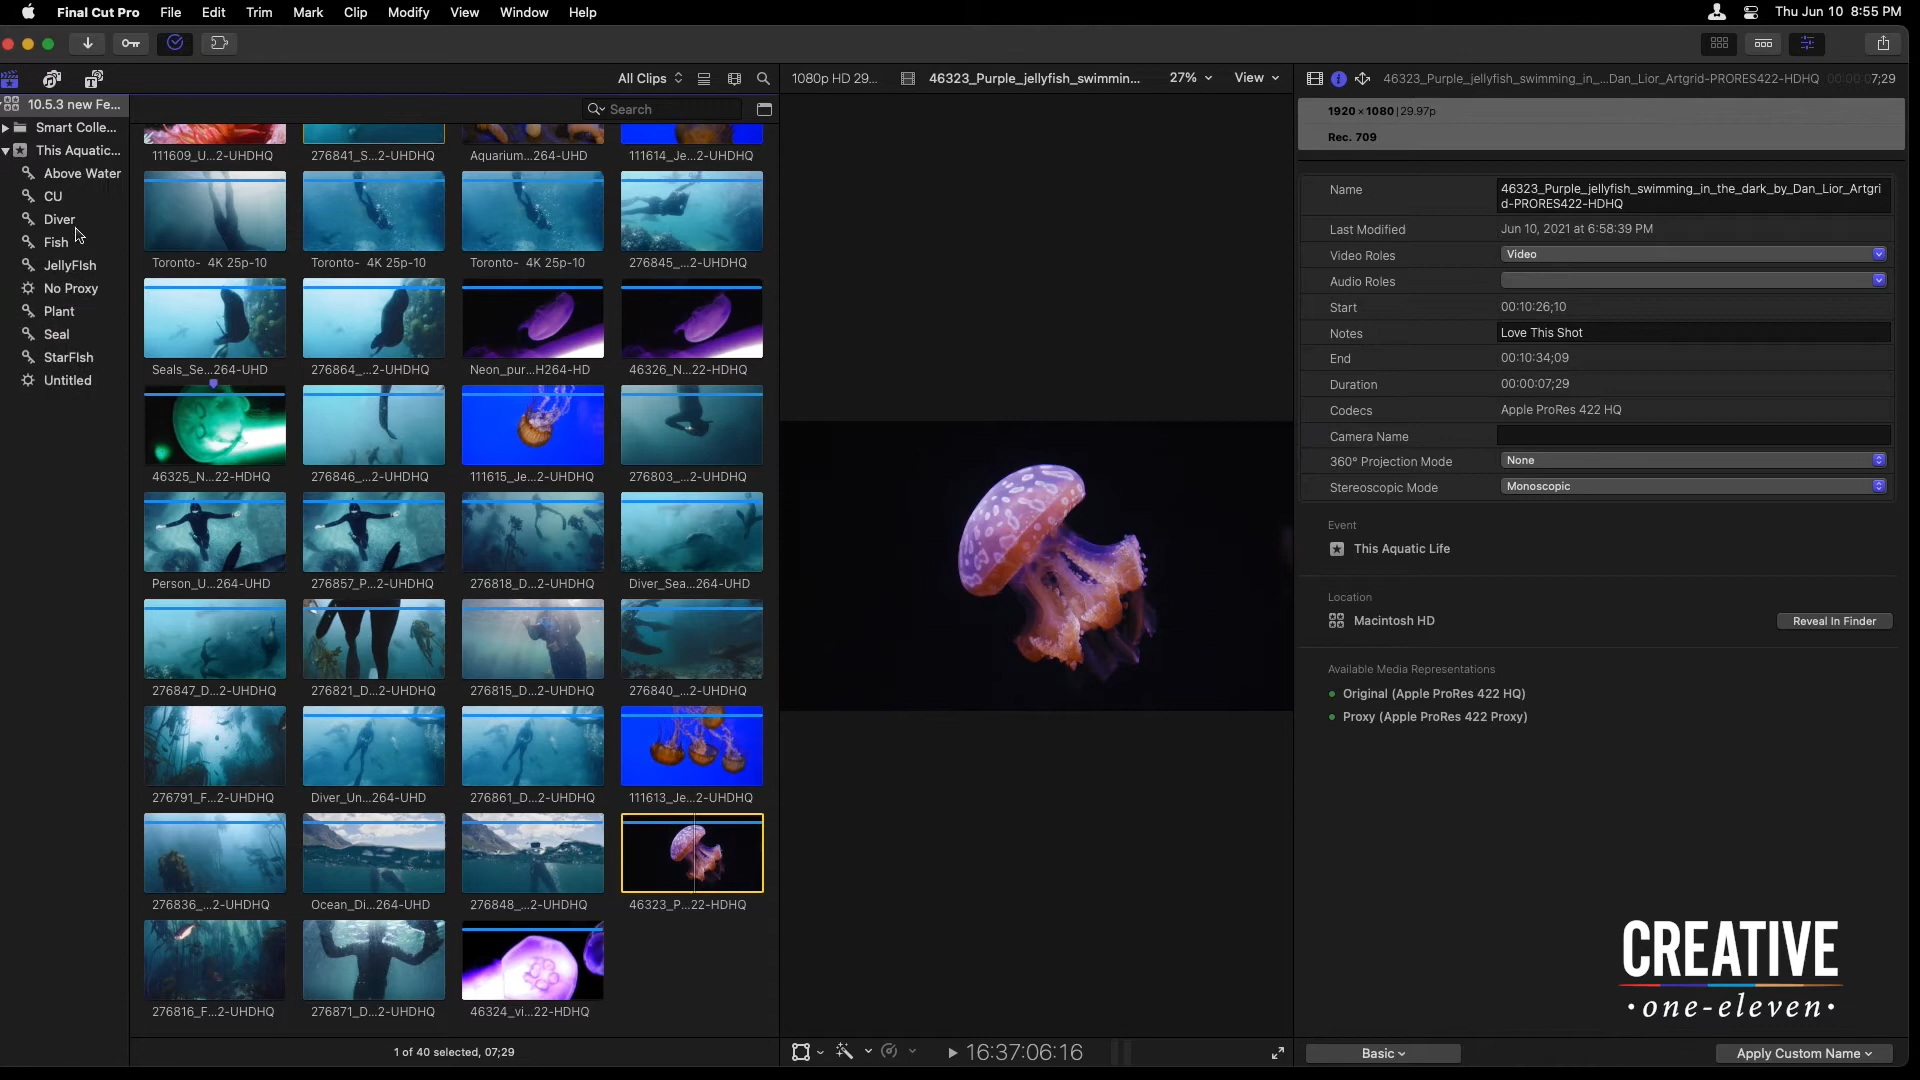 Final Cut Pro File Edit Trim Mark Clip Modify View Window Help Thu Jun 10 8:55 PM
All Clips 1080p HD 29... 46323_Purple_jellyfish_swimmin... 27% View 46323_Purple_jellyfish_swimming_in_...Dan_Lior_Artgrid-PRORES422-HDHQ 00:00:07;29
10.5.3 new Fe...
Search
Smart Colle...
This Aquatic...
Above Water
CU
Diver
Fish
JellyFIsh
No Proxy
Plant
Seal
StarFIsh
Untitled
111609_U...2-UHDHQ 276841_S...2-UHDHQ Aquarium...264-UHD 111614_Je...2-UHDHQ
Toronto- 4K 25p-10 Toronto- 4K 25p-10 Toronto- 4K 25p-10 276845_...2-UHDHQ
Seals_Se...264-UHD 276864_...2-UHDHQ Neon_pur...H264-HD 46326_N...22-HDHQ
46325_N...22-HDHQ 276846_...2-UHDHQ 111615_Je...2-UHDHQ 276803_...2-UHDHQ
Person_U...264-UHD 276857_P...2-UHDHQ 276818_D...2-UHDHQ Diver_Sea...264-UHD
276847_D...2-UHDHQ 276821_D...2-UHDHQ 276815_D...2-UHDHQ 276840_...2-UHDHQ
276791_F...2-UHDHQ Diver_Un...264-UHD 276861_D...2-UHDHQ 111613_Je...2-UHDHQ
276836_...2-UHDHQ Ocean_Di...264-UHD 276848_...2-UHDHQ 46323_P...22-HDHQ
276816_F...2-UHDHQ 276871_D...2-UHDHQ 46324_vi...22-HDHQ
1 of 40 selected, 07;29
16:37:06:16
1920 × 1080 | 29.97p
Rec. 709
Name 46323_Purple_jellyfish_swimming_in_the_dark_by_Dan_Lior_Artgri
d-PRORES422-HDHQ
Last Modified Jun 10, 2021 at 6:58:39 PM
Video Roles Video
Audio Roles
Start 00:10:26;10
Notes Love This Shot
End 00:10:34;09
Duration 00:00:07;29
Codecs Apple ProRes 422 HQ
Camera Name
360° Projection Mode None
Stereoscopic Mode Monoscopic
Event
This Aquatic Life
Location
Macintosh HD Reveal In Finder
Available Media Representations
Original (Apple ProRes 422 HQ)
Proxy (Apple ProRes 422 Proxy)
CREATIVE
·one-eleven·
Basic Apply Custom Name